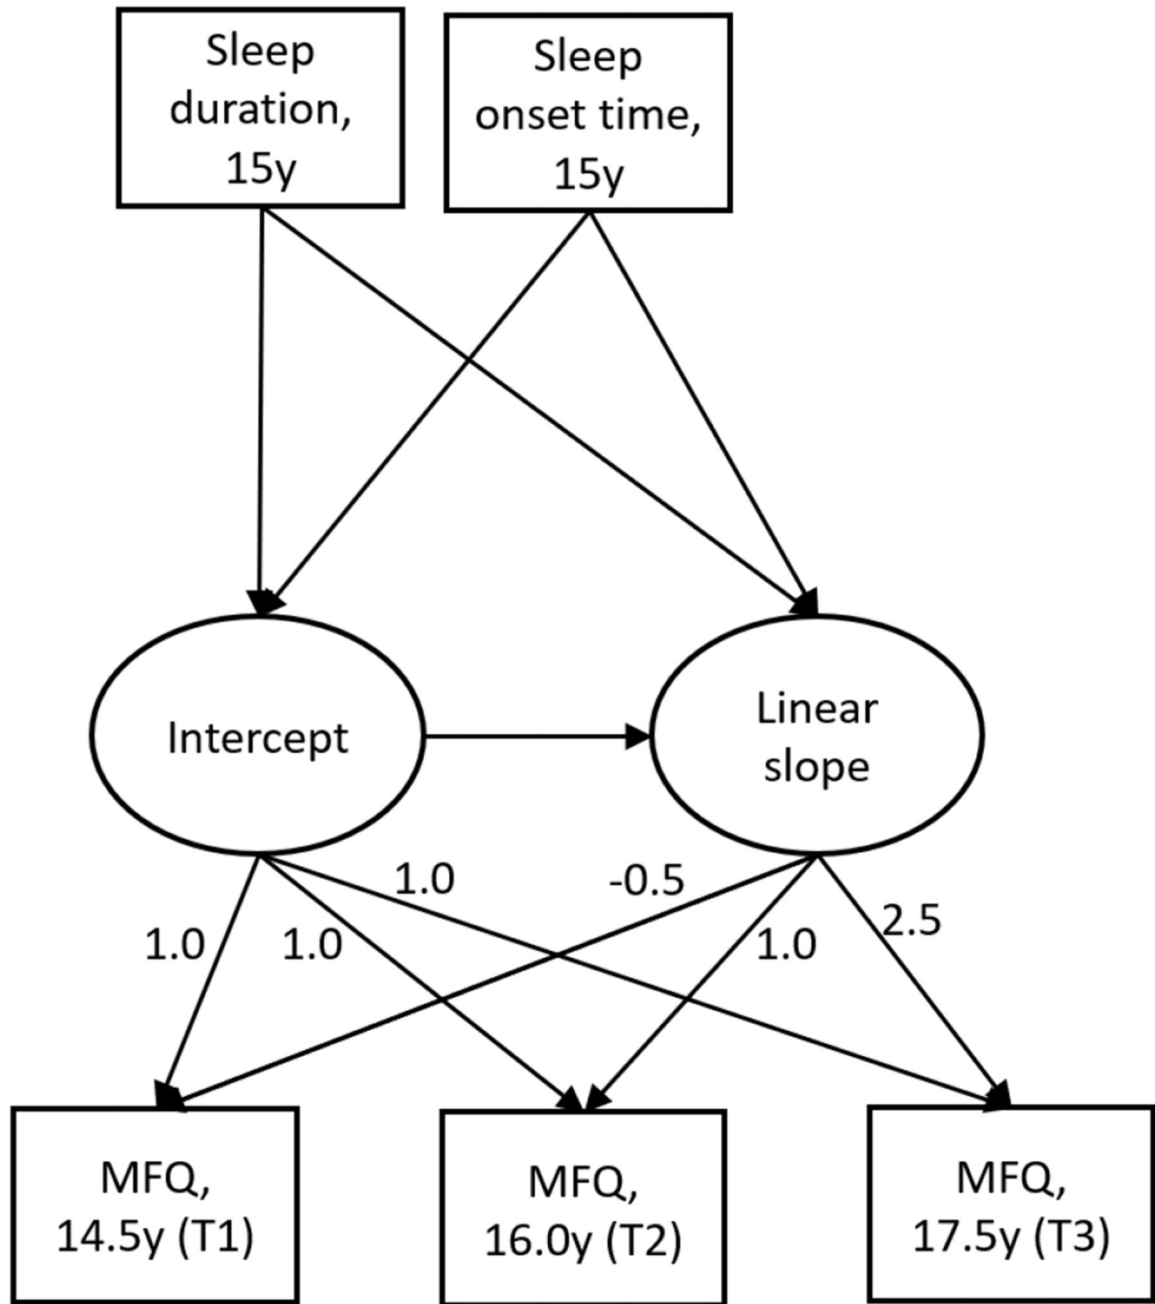 Sleep
duration,
15y
Sleep
onset time,
15y
Intercept
Linear
slope
1.0
1.0
1.0
-0.5
1.0
2.5
MFQ,
14.5y (T1)
MFQ,
16.0y (T2)
MFQ,
17.5y (T3)